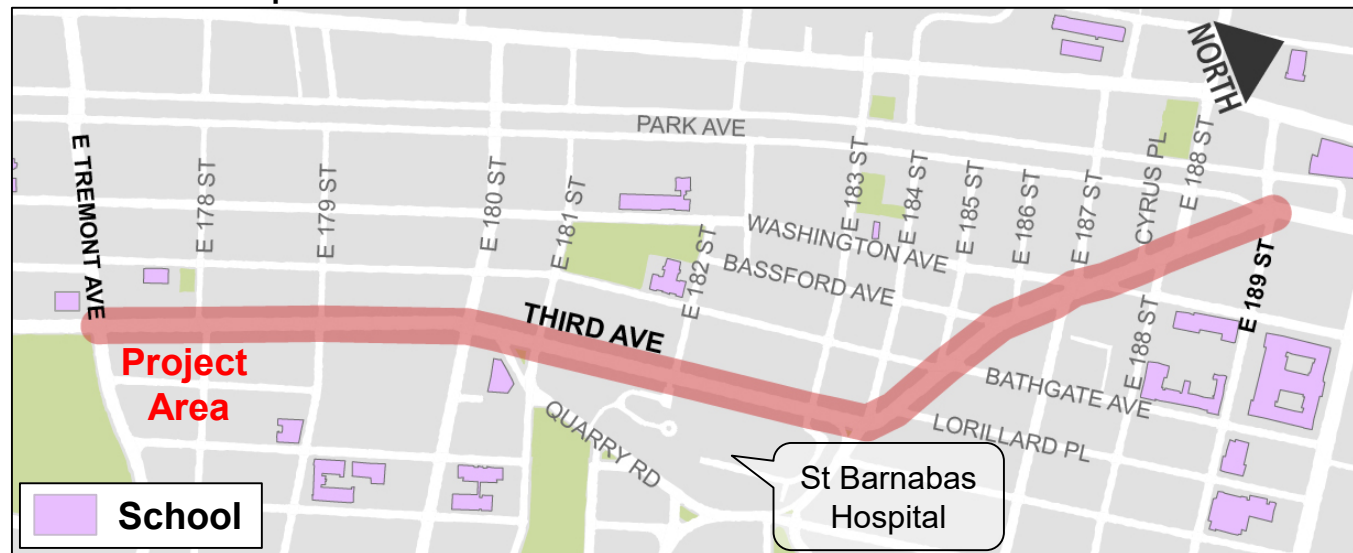 NORTH
PARK AVE
E TREMONT AVE
E 178 ST
E 179 ST
E 180 ST
E 181 ST
E 182 ST
E 183 ST
E 184 ST
E 185 ST
E 186 ST
E 187 ST
CYRUS PL
E 188 ST
WASHINGTON AVE
BASSFORD AVE
THIRD AVE
E 188 ST
E 189 ST
Project
Area
BATHGATE AVE
LORILLARD PL
QUARRY RD
St Barnabas
Hospital
School